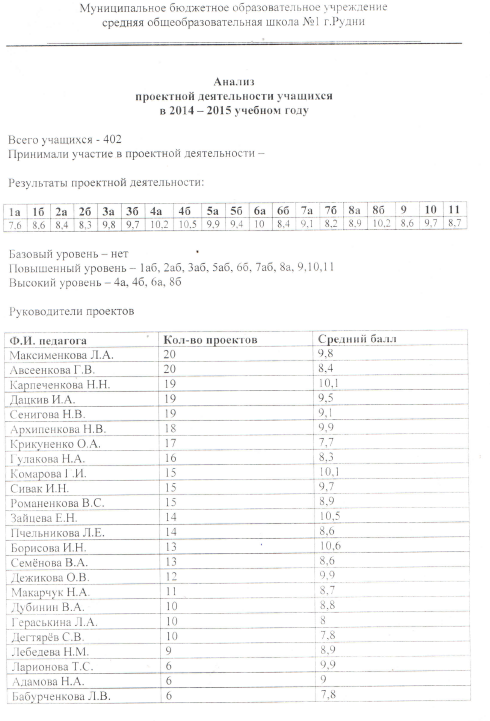 Муниципальное бюджетное образовательное учреждение
средняя общеобразовательная школа №1 г.Рудни
Анализ
проектной деятельности учащихся
в 2014 – 2015 учебном году
Всего учащихся - 402
Принимали участие в проектной деятельности –
Результаты проектной деятельности:
1а 1б 2а 2б 3а 3б 4а 4б 5а 5б 6а 6б 7а 7б 8а 8б 9 10 11
7,6 8,6 8,4 8,3 9,8 9,7 10,2 10,5 9,9 9,4 10 8,4 9,1 8,2 8,9 10,2 8,6 9,7 8,7
Базовый уровень – нет
Повышенный уровень – 1аб, 2аб, 3аб, 5аб, 6б, 7аб, 8а, 9,10,11
Высокий уровень – 4а, 4б, 6а, 8б
Руководители проектов
Ф.И. педагога Кол-во проектов Средний балл
Максименкова Л.А. 20 9,8
Авсеенкова Г.В. 20 8,4
Карпеченкова Н.Н. 19 10,1
Дацкив И.А. 19 9,5
Сенигова Н.В. 19 9,1
Архипенкова Н.В. 18 9,9
Крикуненко О.А. 17 7,7
Гулакова Н.А. 16 8,3
Комарова Г.И. 15 10,1
Сивак И.Н. 15 9,7
Романенкова В.С. 15 8,9
Зайцева Е.Н. 14 10,5
Пчельникова Л.Е. 14 8,6
Борисова И.Н. 13 10,6
Семёнова В.А. 13 8,6
Дежикова О.В. 12 9,9
Макарчук Н.А. 11 8,7
Дубинин В.А. 10 8,8
Гераськина Л.А. 10 8
Дегтярёв С.В. 10 7,8
Лебедева Н.М. 9 8,9
Ларионова Т.С. 6 9,9
Адамова Н.А. 6 9
Бабурченкова Л.В. 6 7,8